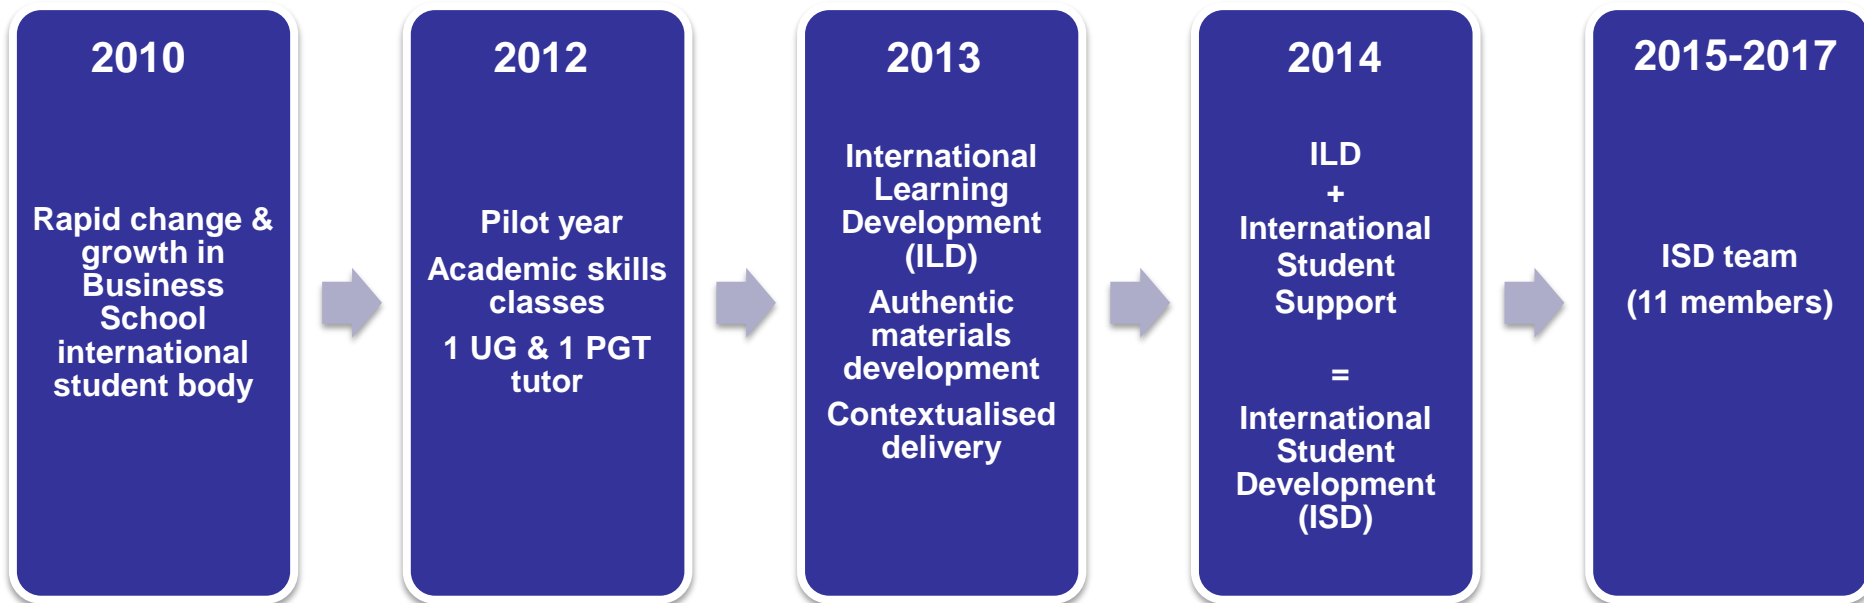 2010
Rapid change &
growth in
Business
School
international
student body
2012
Pilot year
Academic skills
classes
1 UG & 1 PGT
tutor
2013
International
Learning
Development
(ILD)
Authentic
materials
development
Contextualised
delivery
2014
ILD
+
International
Student
Support
=
International
Student
Development
(ISD)
2015-2017
ISD team
(11 members)